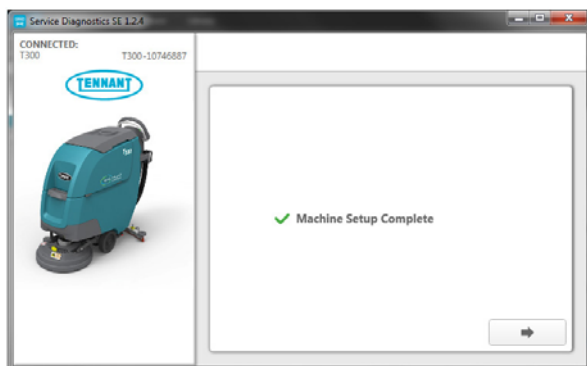 Service Diagnostics SE 1.2.4
CONNECTED:
T300 T300-10746887
TENNANT
Machine Setup Complete